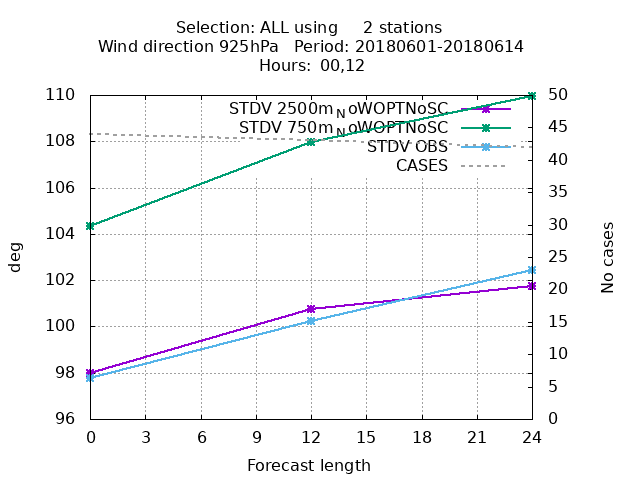 Selection: ALL using 2 stations
Wind direction 925hPa Period: 20180601-20180614
Hours: 00,12
110 50
STDV 2500mNoWOPTNoSC
STDV 750mNoWOPTNoSC
STDV OBS
CASES
108 45
106 40
104 35
102 30
100 25
98 20
96 15
10
5
0
deg
No cases
0 3 6 9 12 15 18 21 24
Forecast length